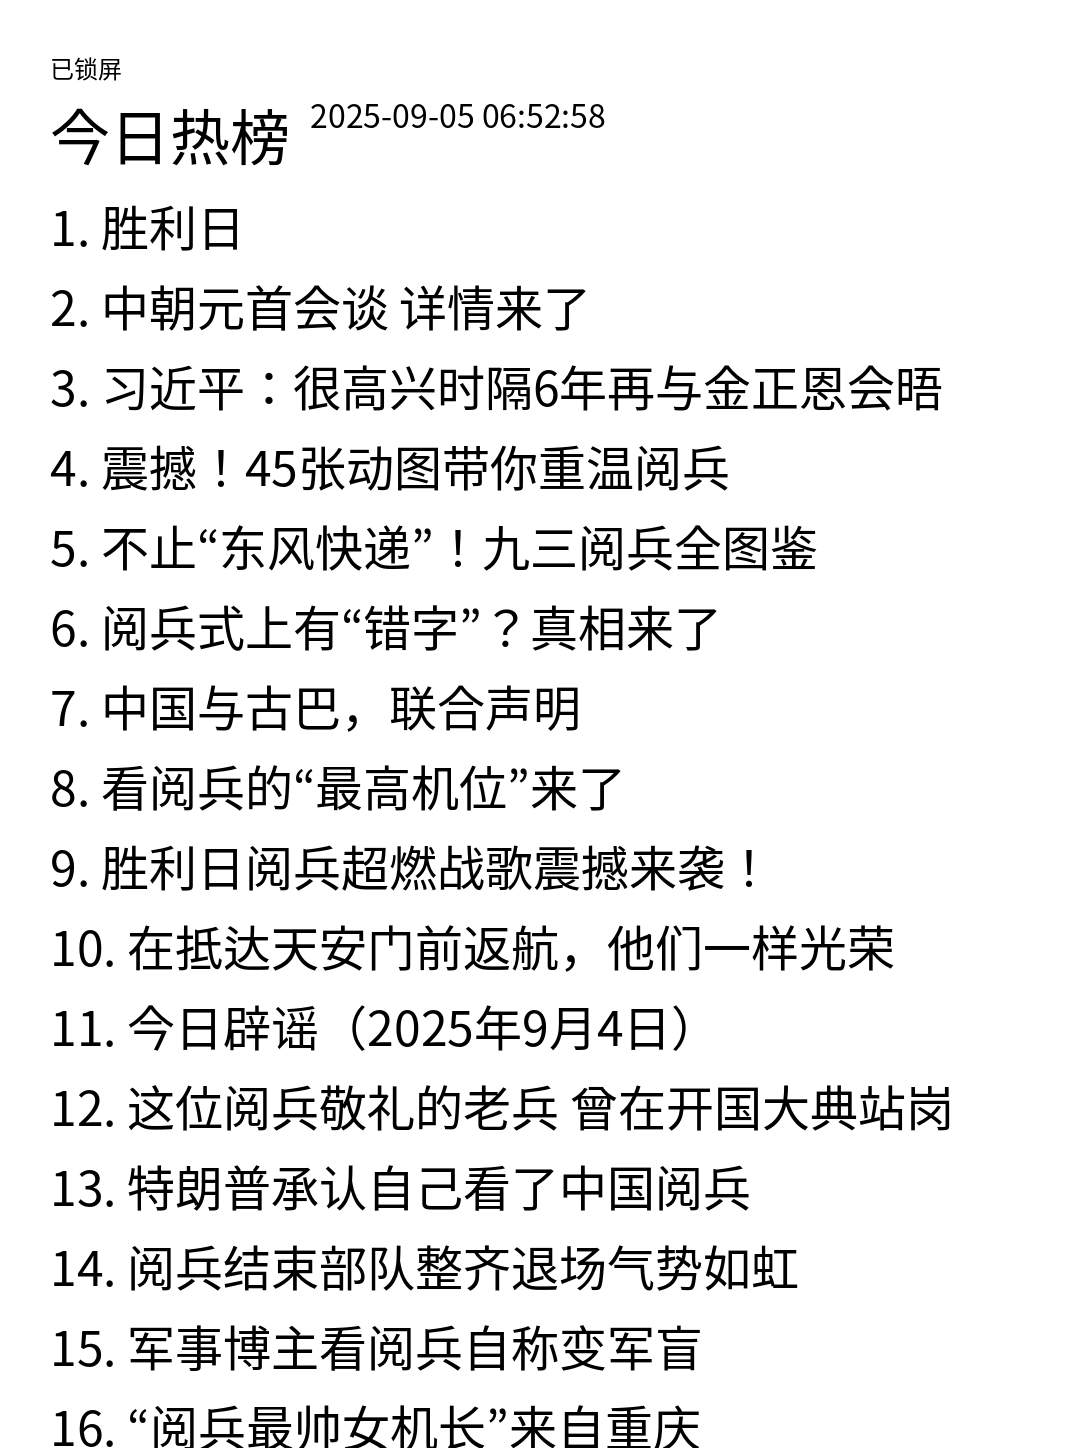 已锁屏
今日热榜 2025-09-05 06:52:58
1. 胜利日
2. 中朝元首会谈 详情来了
3. 习近平：很高兴时隔6年再与金正恩会晤
4. 震撼！45张动图带你重温阅兵
5. 不止“东风快递”！九三阅兵全图鉴
6. 阅兵式上有“错字”？真相来了
7. 中国与古巴，联合声明
8. 看阅兵的“最高机位”来了
9. 胜利日阅兵超燃战歌震撼来袭！
10. 在抵达天安门前返航，他们一样光荣
11. 今日辟谣（2025年9月4日）
12. 这位阅兵敬礼的老兵 曾在开国大典站岗
13. 特朗普承认自己看了中国阅兵
14. 阅兵结束部队整齐退场气势如虹
15. 军事博主看阅兵自称变军盲
16. “阅兵最帅女机长”来自重庆